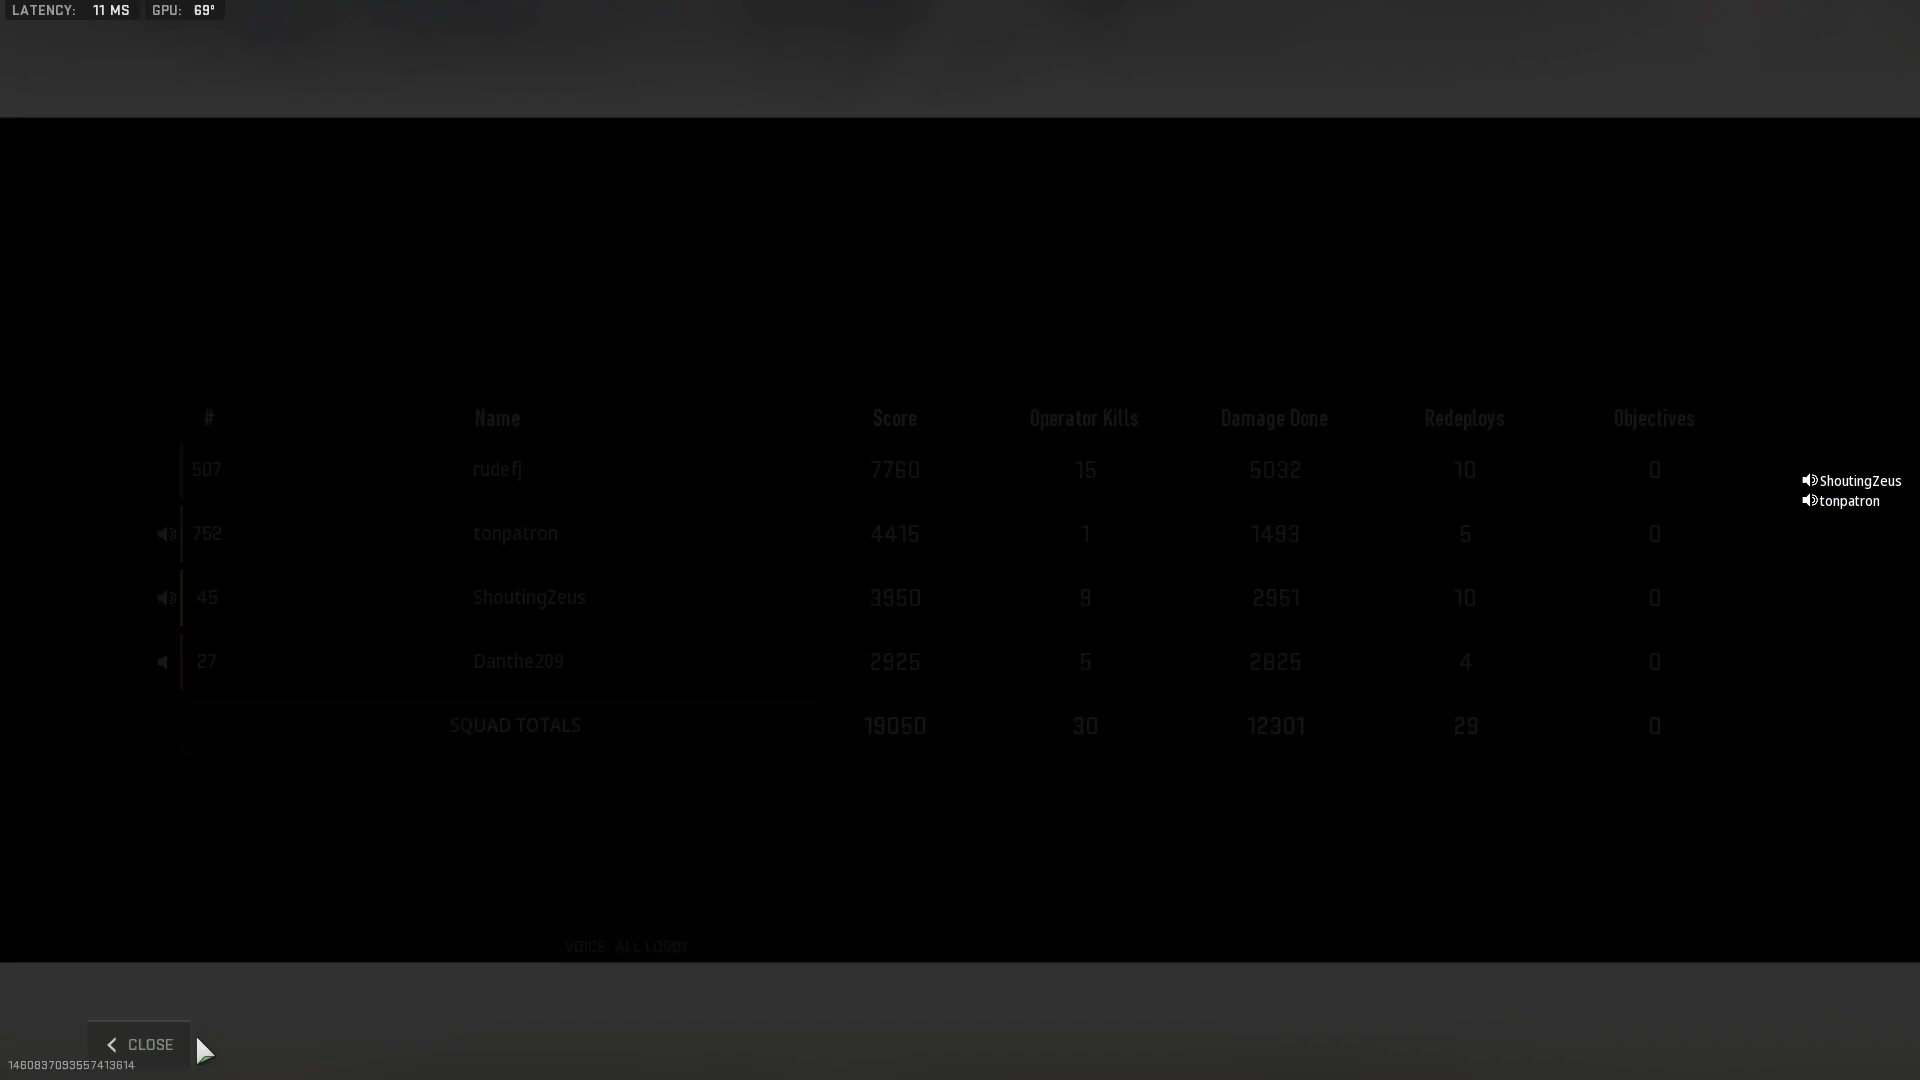 LATENCY: 11 MS GPU: 69°
# Name Score Operator Kills Damage Done Redeploys Objectives
507 rudefj 7760 15 5032 10 0
752 tonpatron 4415 1 1493 5 0
45 ShoutingZeus 3950 9 2951 10 0
27 Danthe209 2925 5 2825 4 0
SQUAD TOTALS 19050 30 12301 29 0
ShoutingZeus
tonpatron
VOICE: ALL LOBBY
CLOSE
14608370935574136​14